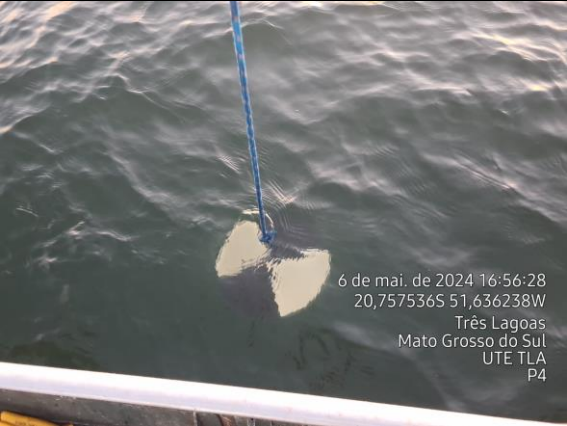 6 de mai. de 2024 16:56:28
20,757536S 51,636238W
Três Lagoas
Mato Grosso do Sul
UTE TLA
P4